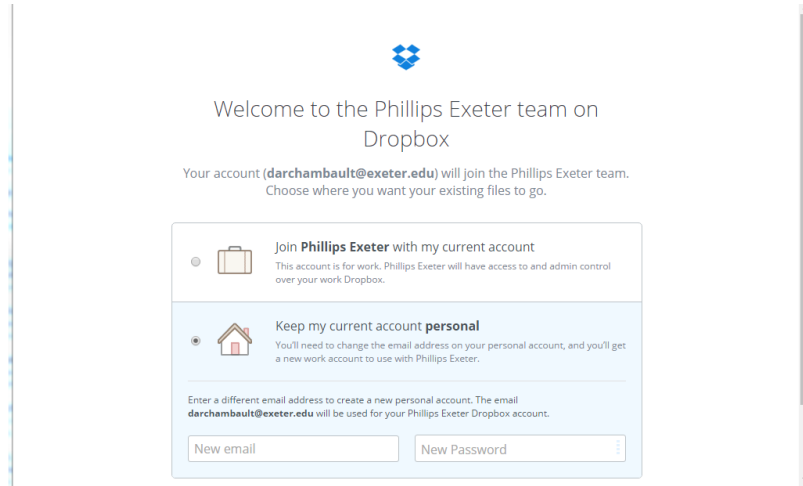 Welcome to the Phillips Exeter team on
Dropbox
Your account (darchambault@exeter.edu) will join the Phillips Exeter team.
Choose where you want your existing files to go.
Join Phillips Exeter with my current account
This account is for work. Phillips Exeter will have access to and admin control
over your work Dropbox.
Keep my current account personal
You'll need to change the email address on your personal account, and you'll get
a new work account to use with Phillips Exeter.
Enter a different email address to create a new personal account. The email
darchambault@exeter.edu will be used for your Phillips Exeter Dropbox account.
New email
New Password